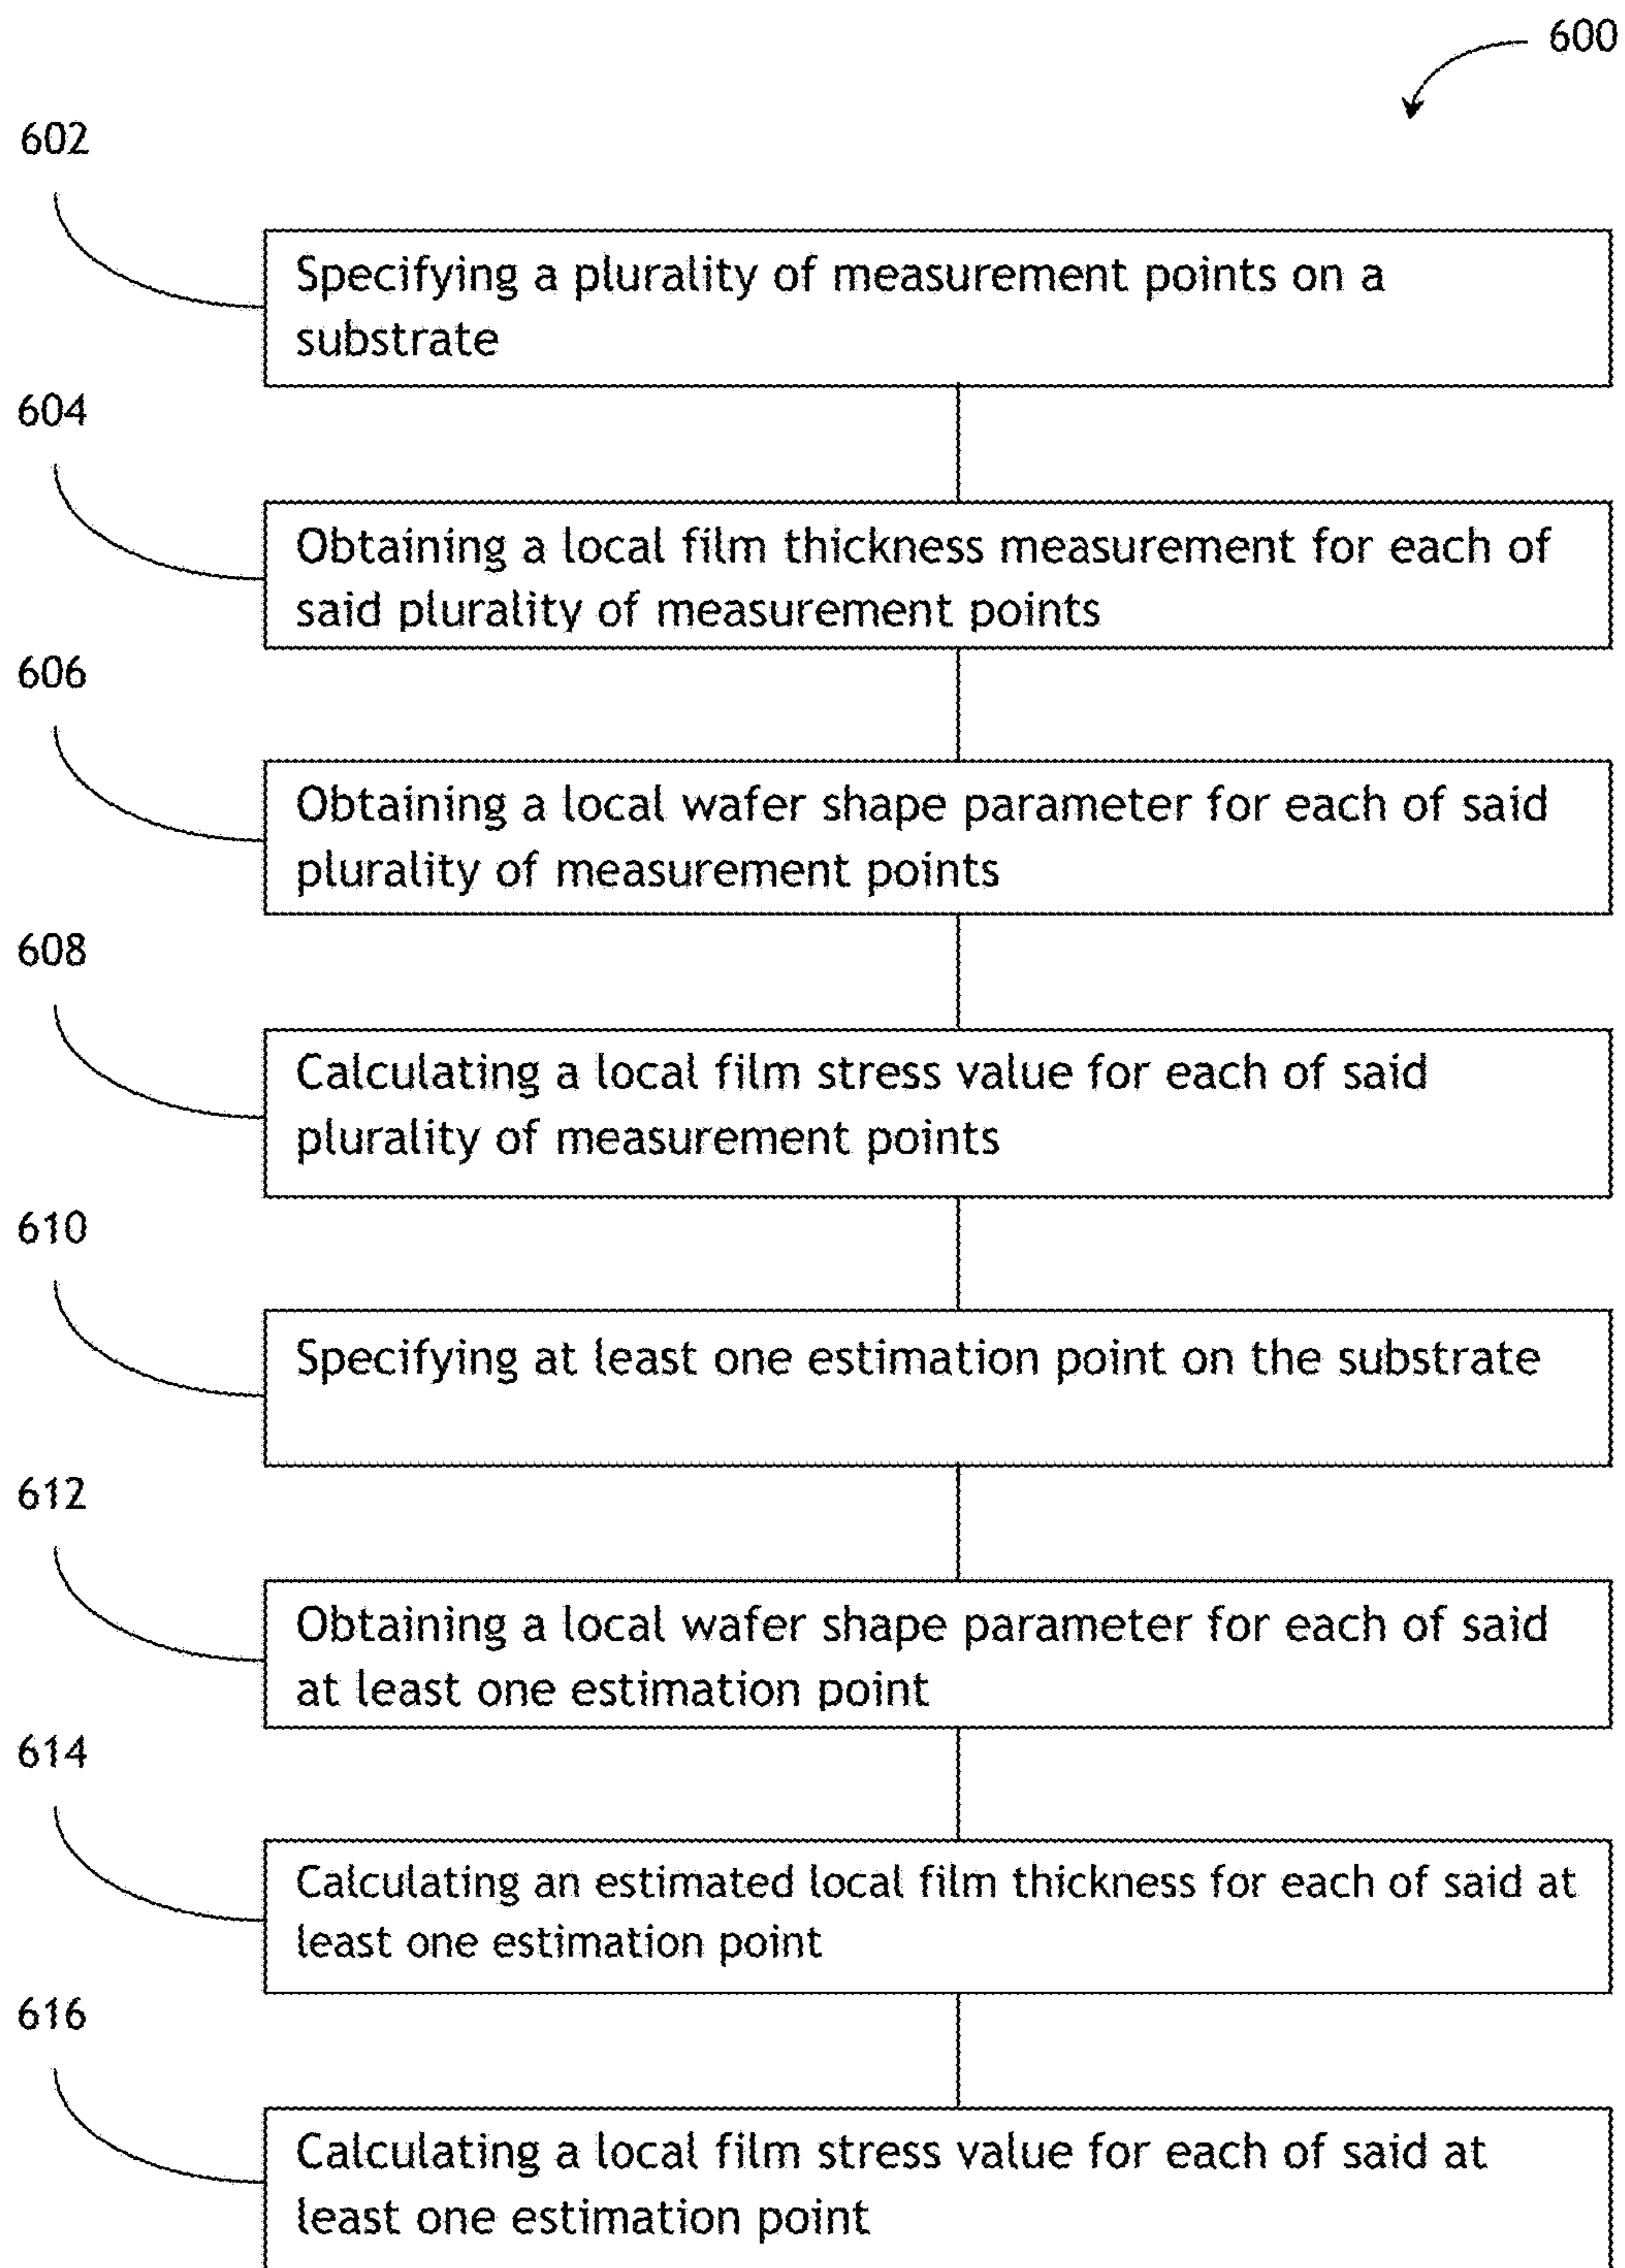 600
602
Specifying a plurality of measurement points on a
substrate
604
Obtaining a local film thickness measurement for each of
said plurality of measurement points
606
Obtaining a local wafer shape parameter for each of said
plurality of measurement points
608
Calculating a local film stress value for each of said
plurality of measurement points
610
Specifying at least one estimation point on the substrate
612
Obtaining a local wafer shape parameter for each of said
at least one estimation point
614
Calculating an estimated local film thickness for each of said at
least one estimation point
616
Calculating a local film stress value for each of said at
least one estimation point